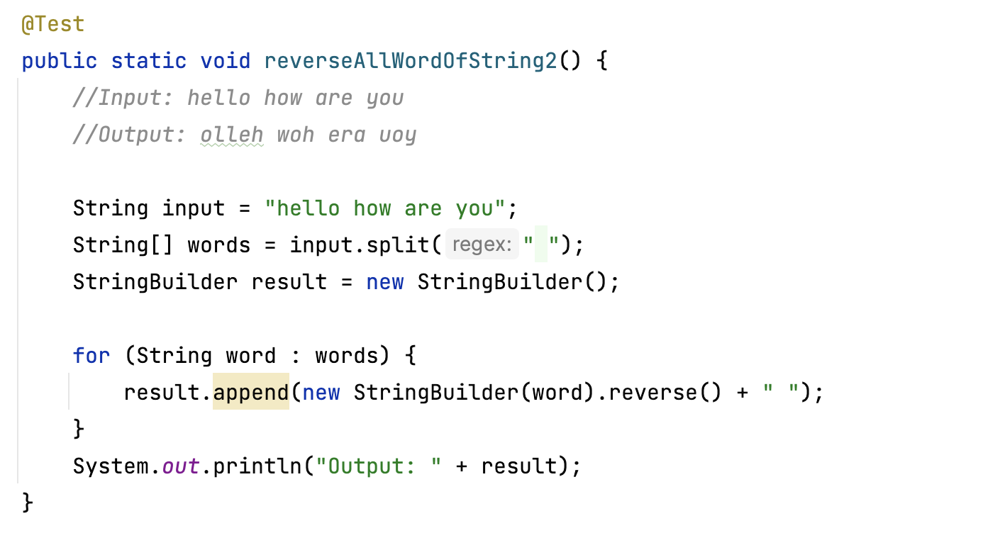 @Test
public static void reverseAllWordOfString2() {
    //Input: hello how are you
    //Output: olleh woh era uoy

    String input = "hello how are you";
    String[] words = input.split( regex: " ");
    StringBuilder result = new StringBuilder();

    for (String word : words) {
        result.append(new StringBuilder(word).reverse() + " ");
    }
    System.out.println("Output: " + result);
}